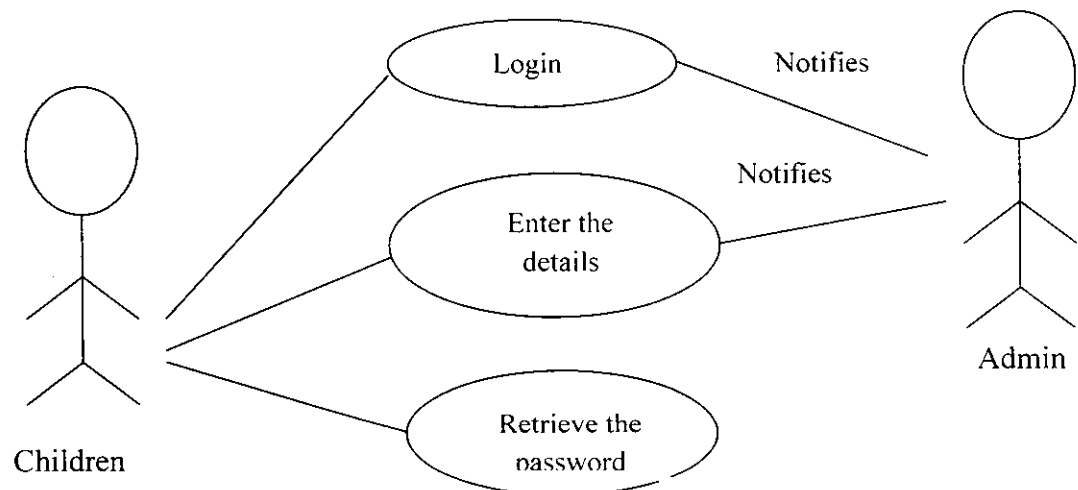 Login
Notifies
Notifies
Enter the
details
Admin
Retrieve the
password
Children